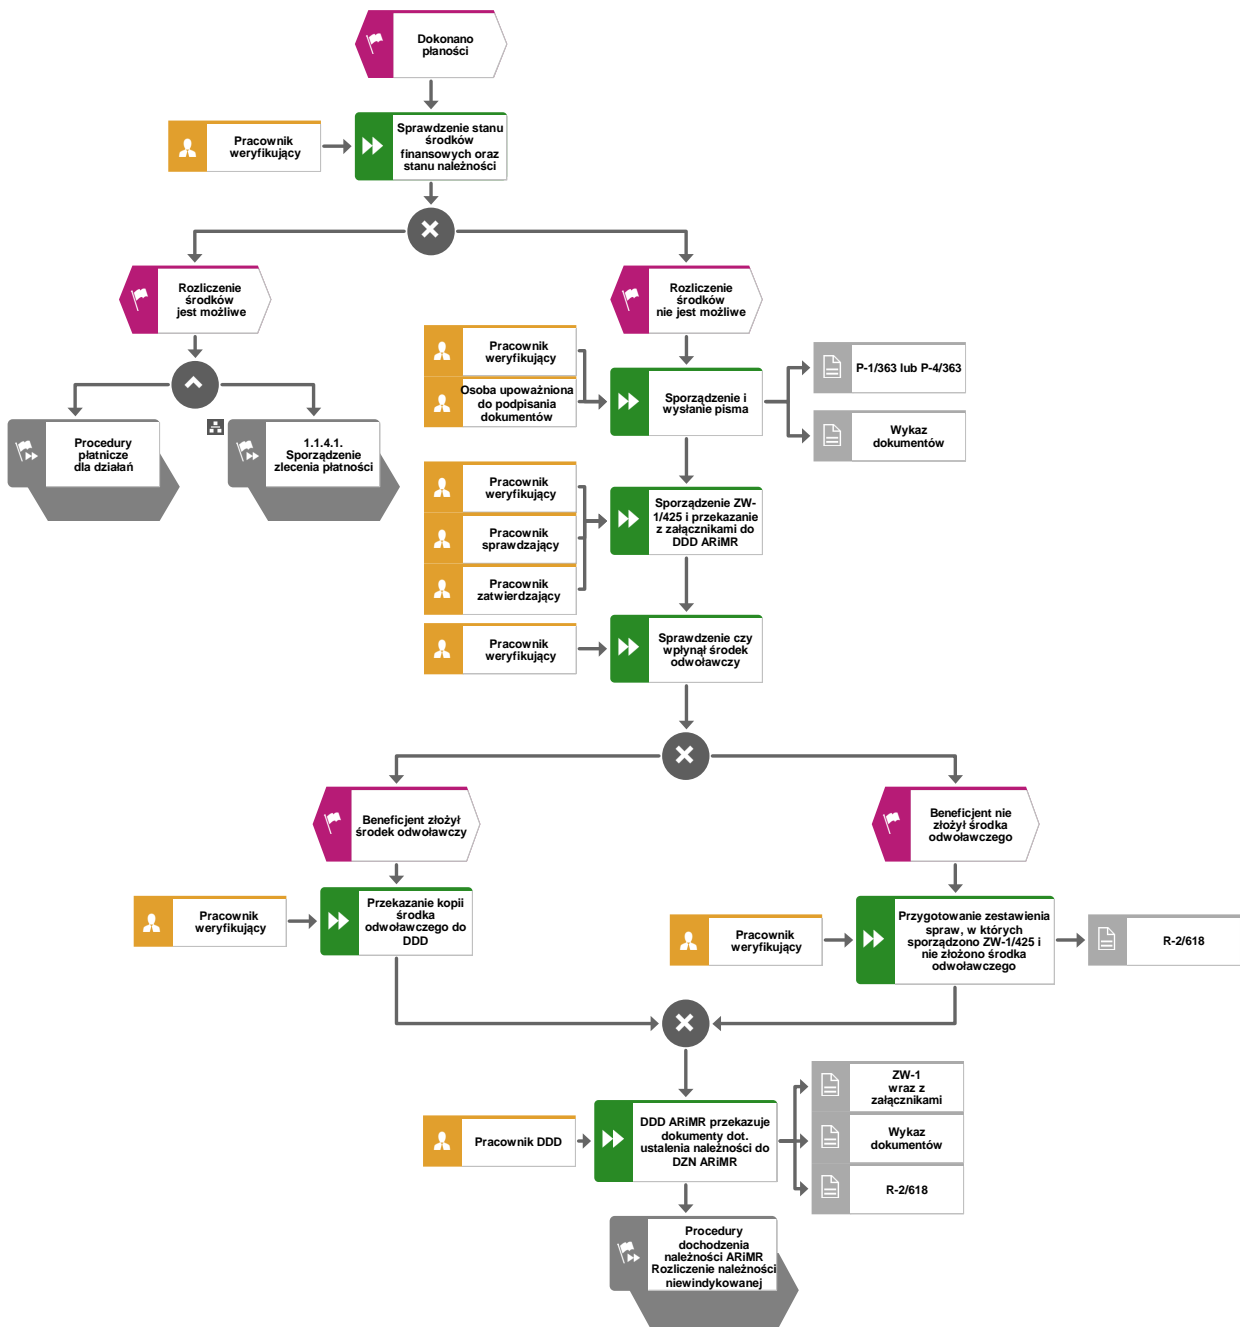 Dokonano
płaności
Pracownik
weryfikujący
Sprawdzenie stanu
środków
finansowych oraz
stanu należności
Rozliczenie
środków
jest możliwe
Rozliczenie
środków
nie jest możliwe
Procedury
płatnicze
dla działań
1.1.4.1.
Sporządzenie
zlecenia płatności
Pracownik
weryfikujący
Osoba upoważniona
do podpisania
dokumentów
Sporządzenie i
wysłanie pisma
P-1/363 lub P-4/363
Wykaz
dokumentów
Pracownik
weryfikujący
Pracownik
sprawdzający
Pracownik
zatwierdzający
Sporządzenie ZW-
1/425 i przekazanie
z załącznikami do
DDD ARiMR
Pracownik
weryfikujący
Sprawdzenie czy
wpłynął środek
odwoławczy
Beneficjent złożył
środek odwoławczy
Beneficjent nie
złożył środka
odwoławczego
Pracownik
weryfikujący
Przekazanie kopii
środka
odwoławczego do
DDD
Pracownik
weryfikujący
Przygotowanie zestawienia
spraw, w których
sporządzono ZW-1/425 i
nie złożono środka
odwoławczego
R-2/618
Pracownik DDD
DDD ARiMR przekazuje
dokumenty dot.
ustalenia należności do
DZN ARiMR
ZW-1
wraz z
załącznikami
Wykaz
dokumentów
R-2/618
Procedury
dochodzenia
należności ARiMR
Rozliczenie należności
niewindykowanej